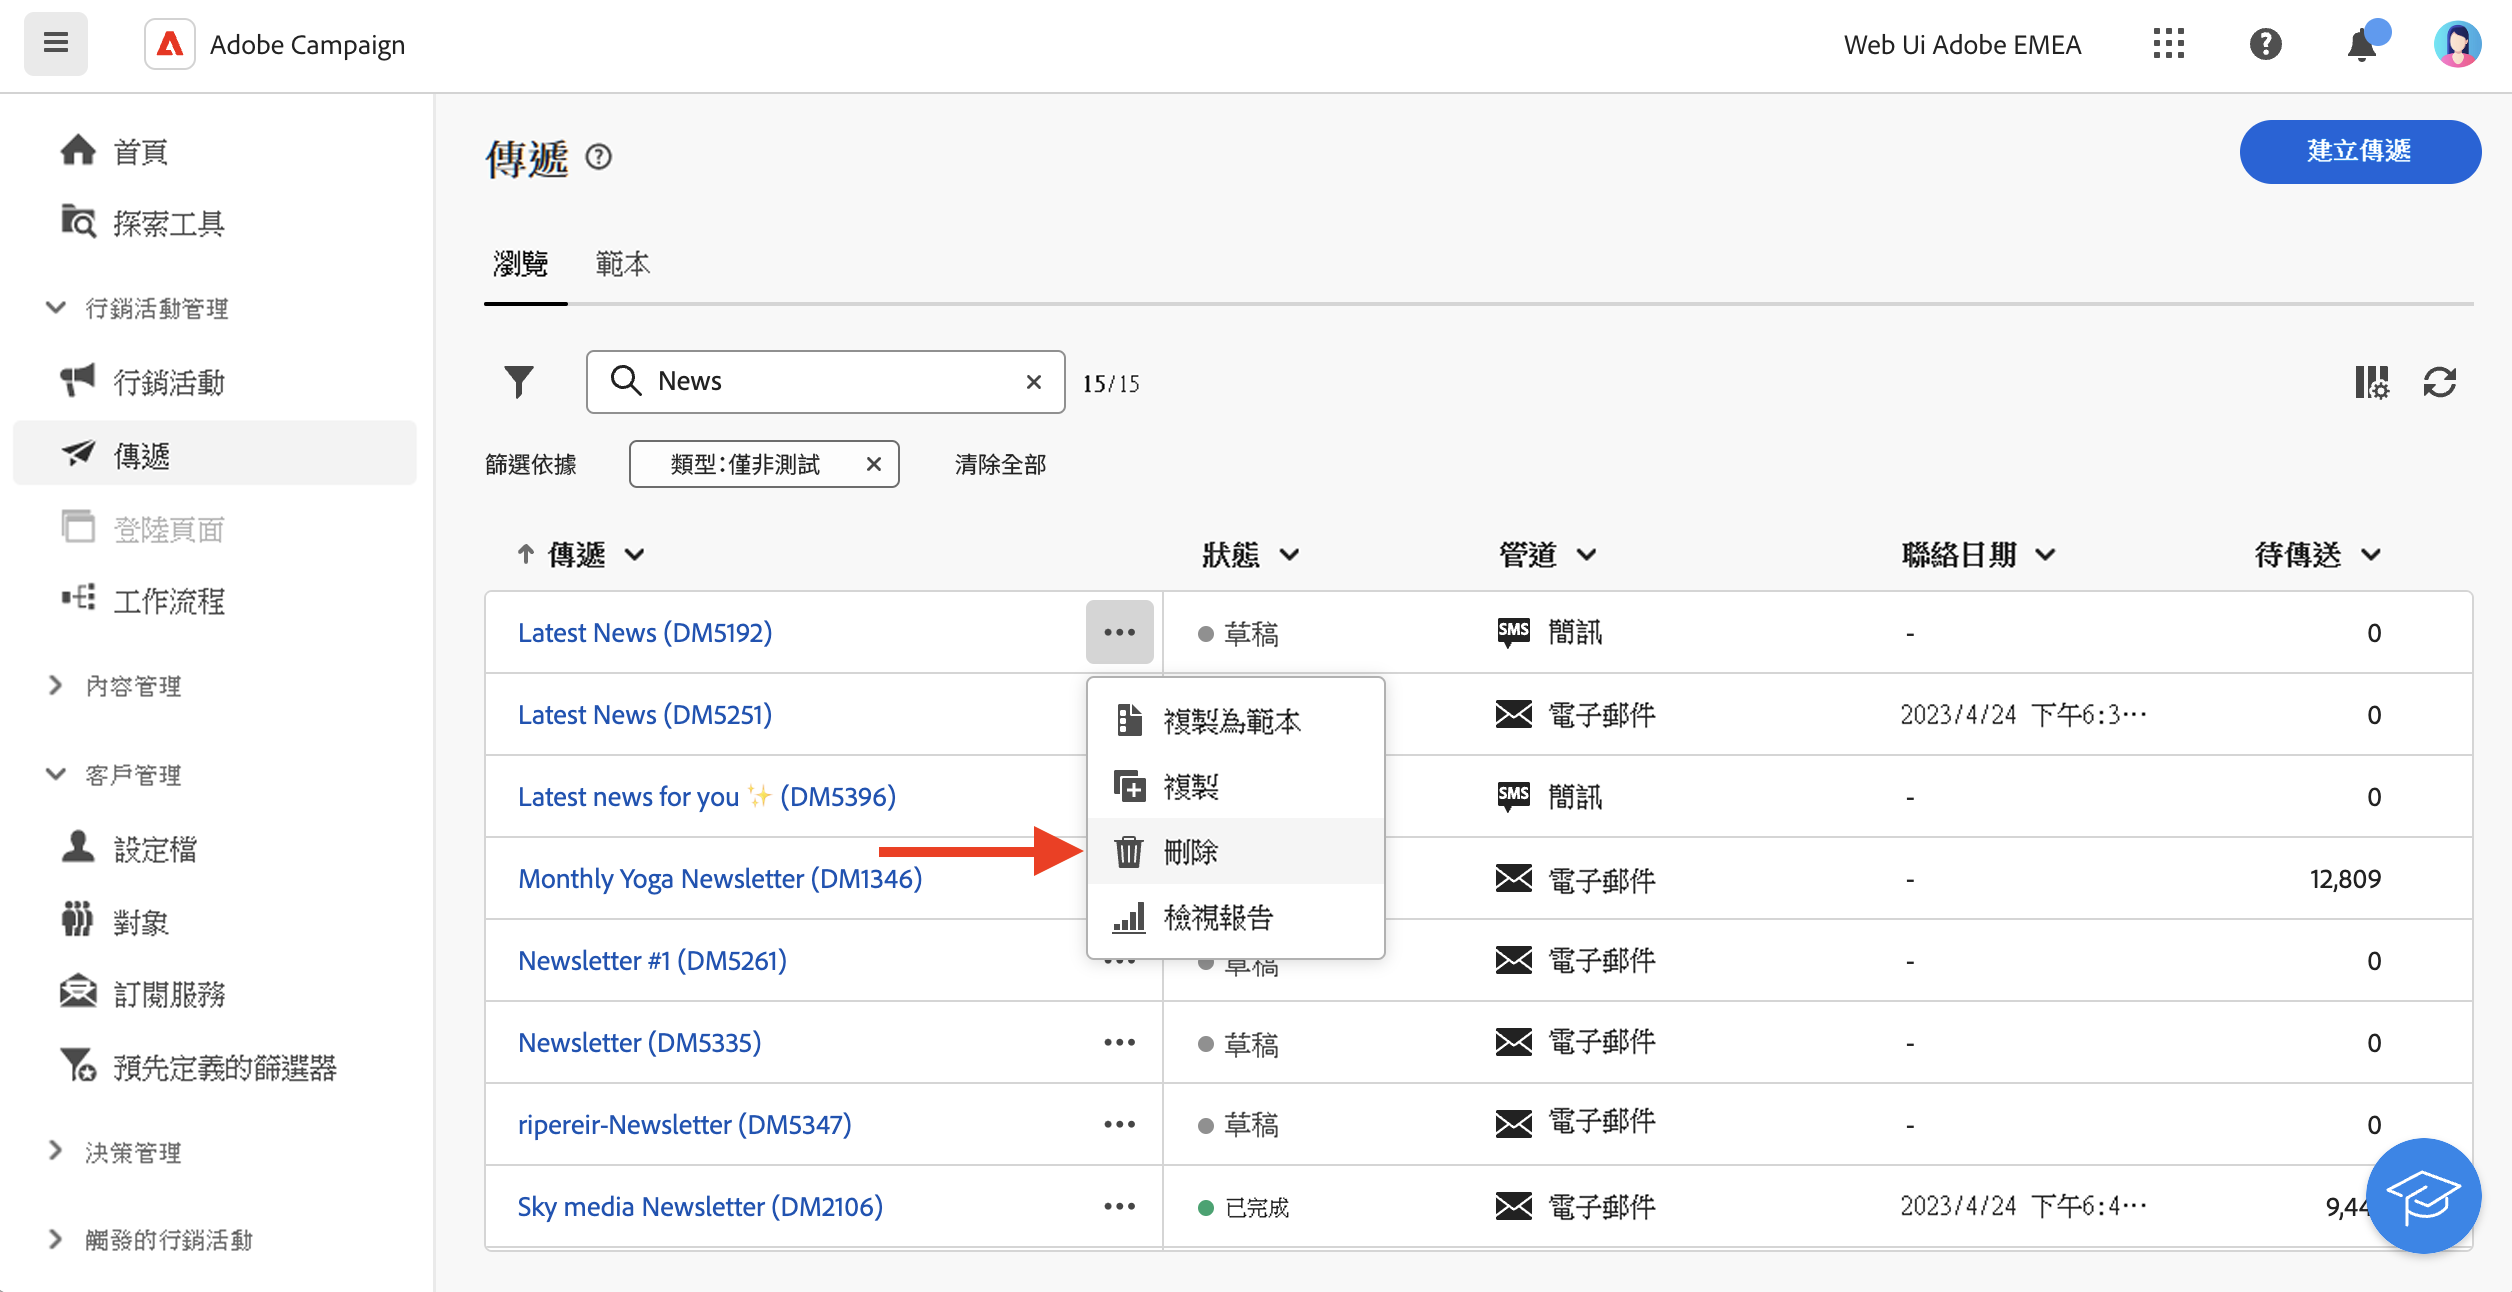 Adobe Campaign
Web Ui Adobe EMEA
首頁
探索工具
行銷活動管理
行銷活動
傳遞
登陸頁面
工作流程
內容管理
客戶管理
設定檔
對象
訂閱服務
預先定義的篩選器
決策管理
觸發的行銷活動
傳遞
建立傳遞
瀏覽 範本
News 15/15
篩選依據 類型：僅非測試 清除全部
傳遞 狀態 管道 聯絡日期 待傳送
Latest News (DM5192) 草稿 SMS 簡訊 - 0
Latest News (DM5251) 電子郵件 2023/4/24 下午6:3… 0
Latest news for you ✨ (DM5396) SMS 簡訊 - 0
Monthly Yoga Newsletter (DM1346) 電子郵件 - 12,809
Newsletter #1 (DM5261) 草稿 電子郵件 - 0
Newsletter (DM5335) 草稿 電子郵件 - 0
ripereir-Newsletter (DM5347) 草稿 電子郵件 - 0
Sky media Newsletter (DM2106) 已完成 電子郵件 2023/4/24 下午6:4… 9,44
複製為範本
複製
刪除
檢視報告